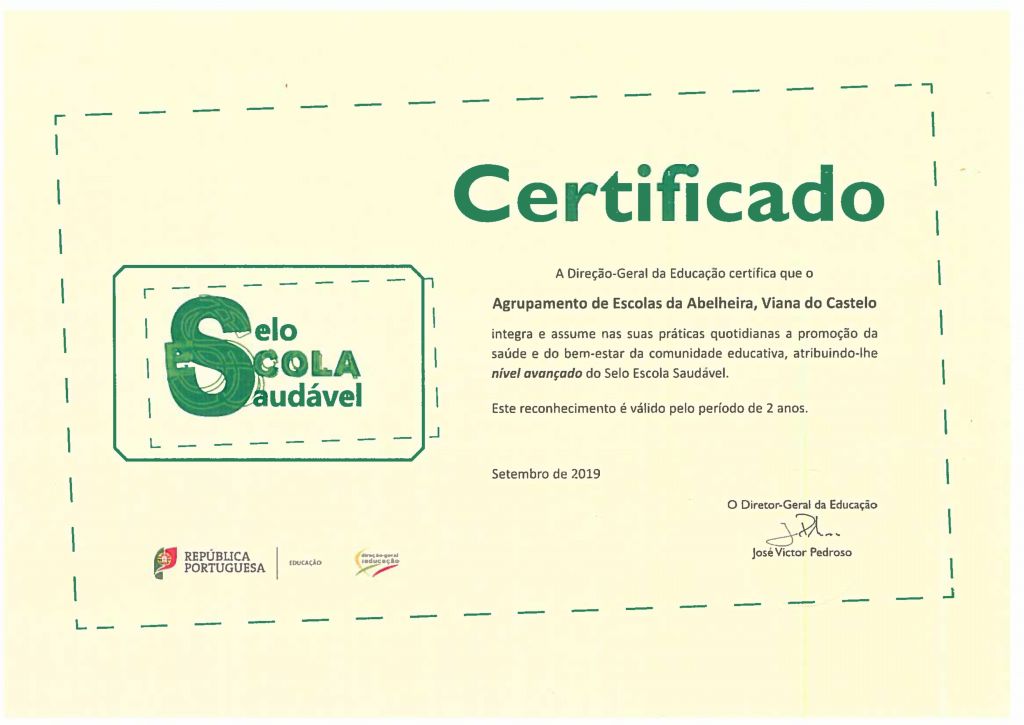 Certificado
A Direção-Geral da Educação certifica que o
Agrupamento de Escolas da Abelheira, Viana do Castelo
integra e assume nas suas práticas quotidianas a promoção da
saúde e do bem-estar da comunidade educativa, atribuindo-lhe
nível avançado do Selo Escola Saudável.
Este reconhecimento é válido pelo período de 2 anos.
Setembro de 2019
O Diretor-Geral da Educação
José Victor Pedroso
Selo
ESCOLA
Saudável
REPÚBLICA
PORTUGUESA
EDUCAÇÃO
direção-geral
educação